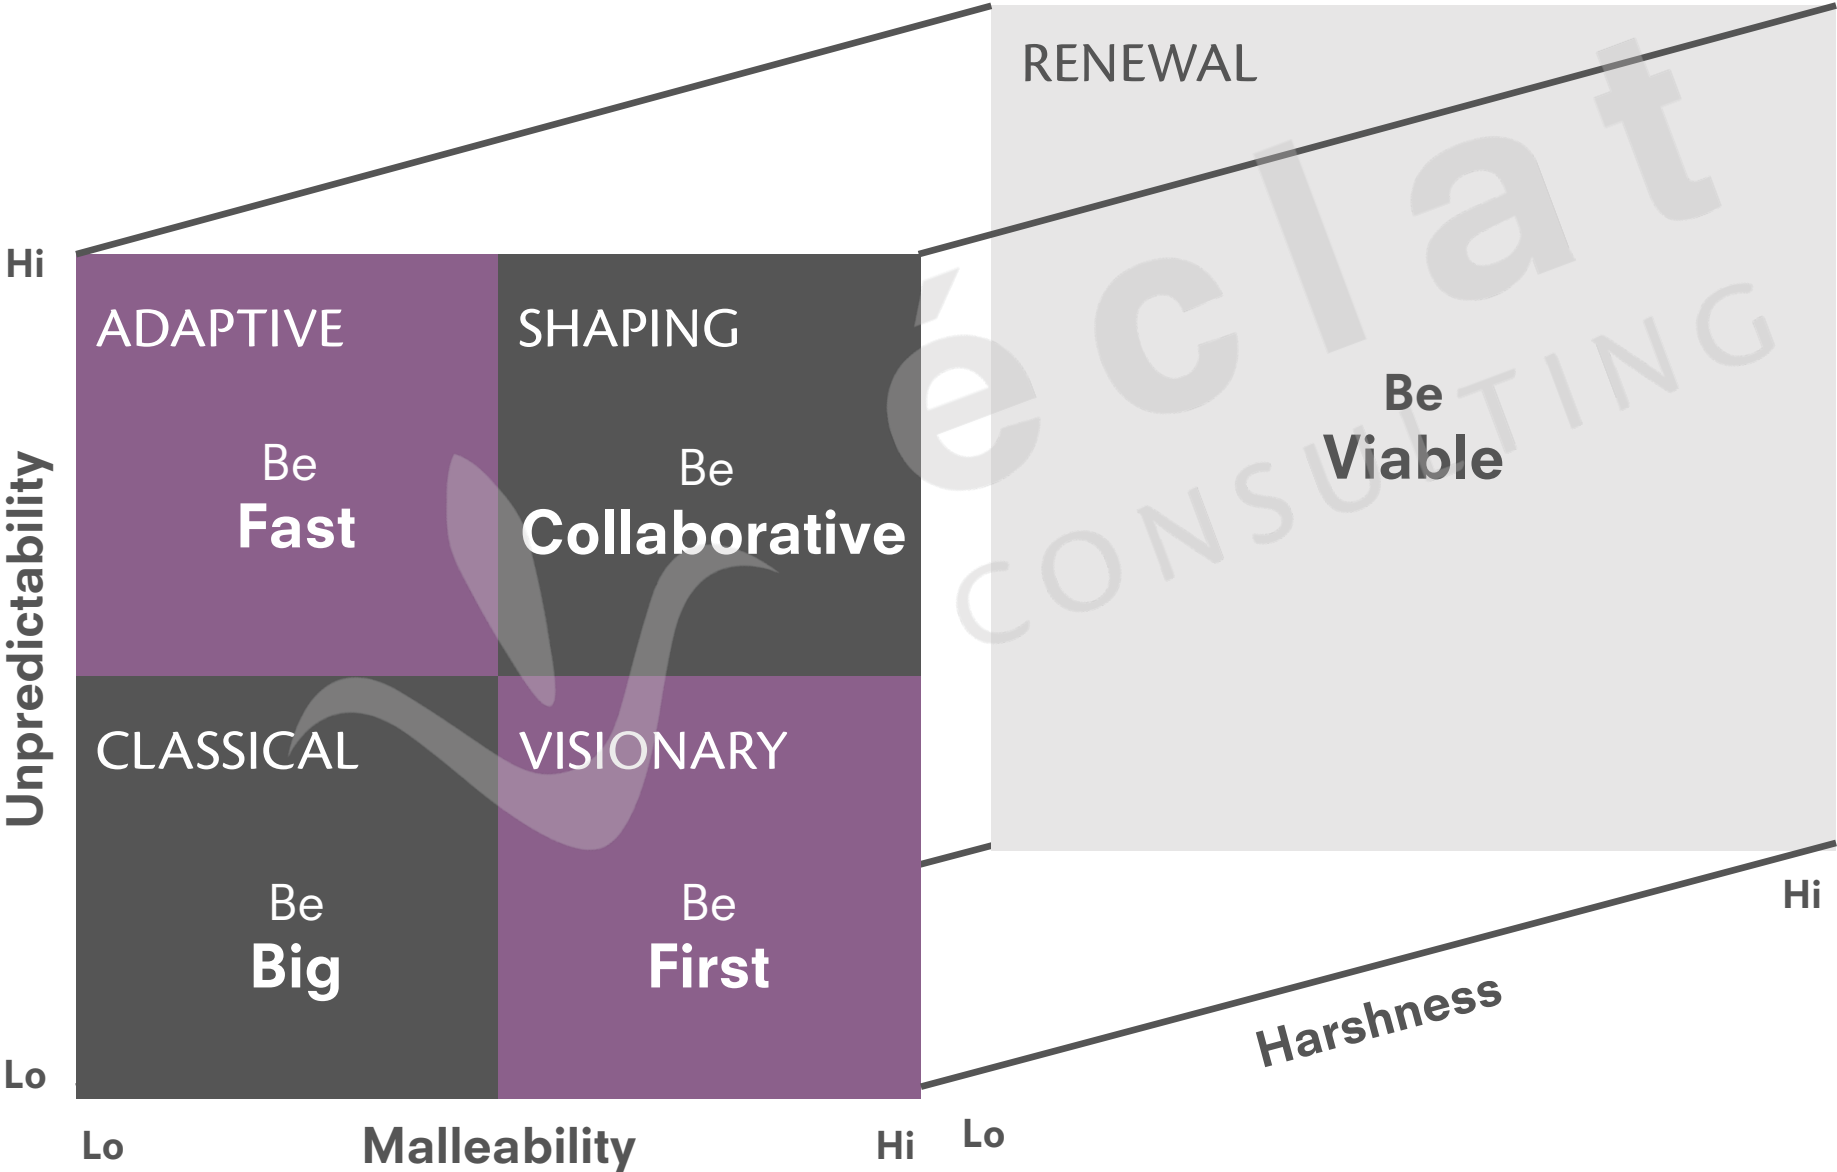 RENEWAL
Be
Viable
Hi
ADAPTIVE
Be
Fast
SHAPING
Be
Collaborative
Unpredictability
CLASSICAL
Be
Big
VISIONARY
Be
First
Lo
Lo
Malleability
Hi
Lo
Harshness
Hi
éclat
CONSULTING